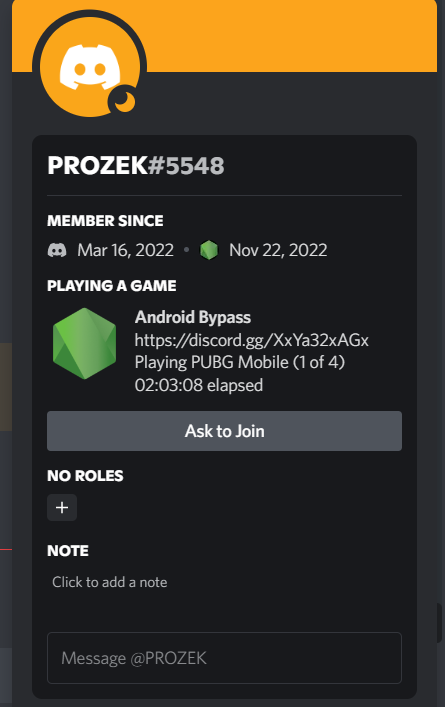 PROZEK#5548
MEMBER SINCE
Mar 16, 2022 • Nov 22, 2022
PLAYING A GAME
Android Bypass
https://discord.gg/XxYa32xAGx
Playing PUBG Mobile (1 of 4)
02:03:08 elapsed
Ask to Join
NO ROLES
+
NOTE
Click to add a note
Message @PROZEK